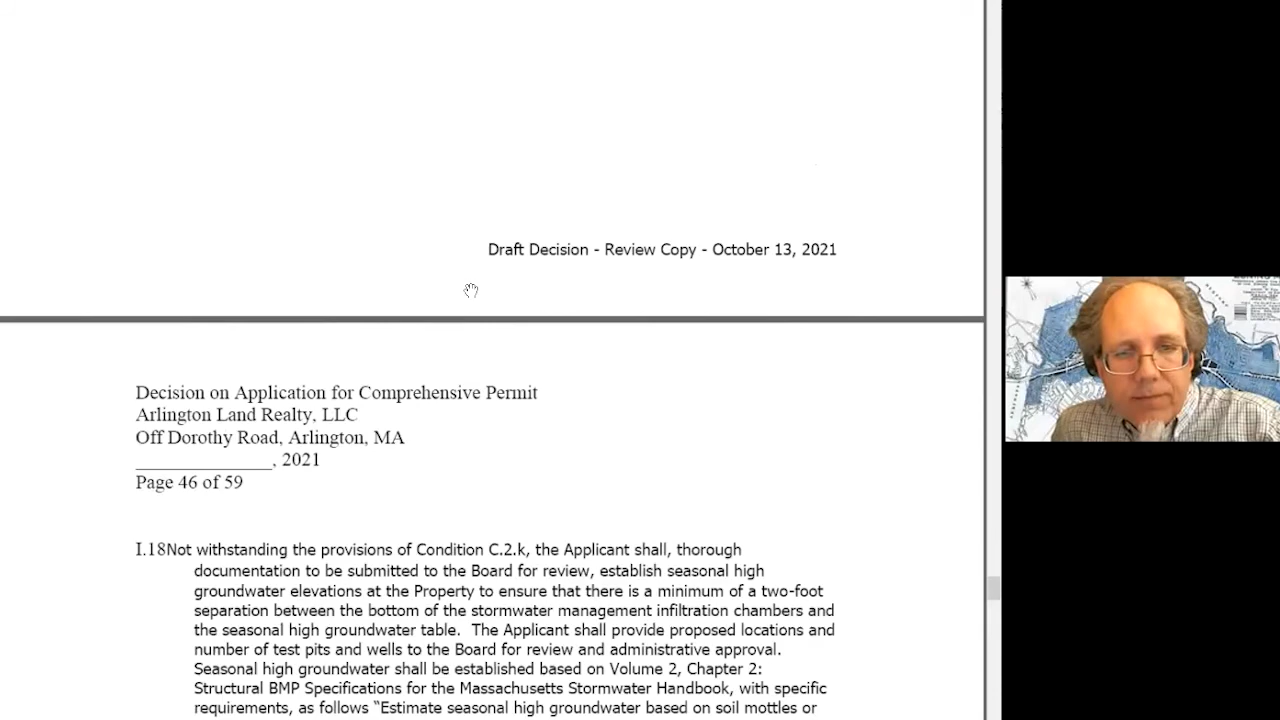 Draft Decision - Review Copy - October 13, 2021
Decision on Application for Comprehensive Permit
Arlington Land Realty, LLC
Off Dorothy Road, Arlington, MA
_______________, 2021
Page 46 of 59
I.18Not withstanding the provisions of Condition C.2.k, the Applicant shall, thorough
documentation to be submitted to the Board for review, establish seasonal high
groundwater elevations at the Property to ensure that there is a minimum of a two-foot
separation between the bottom of the stormwater management infiltration chambers and
the seasonal high groundwater table.  The Applicant shall provide proposed locations and
number of test pits and wells to the Board for review and administrative approval.
Seasonal high groundwater shall be established based on Volume 2, Chapter 2:
Structural BMP Specifications for the Massachusetts Stormwater Handbook, with specific
requirements, as follows “Estimate seasonal high groundwater based on soil mottles or